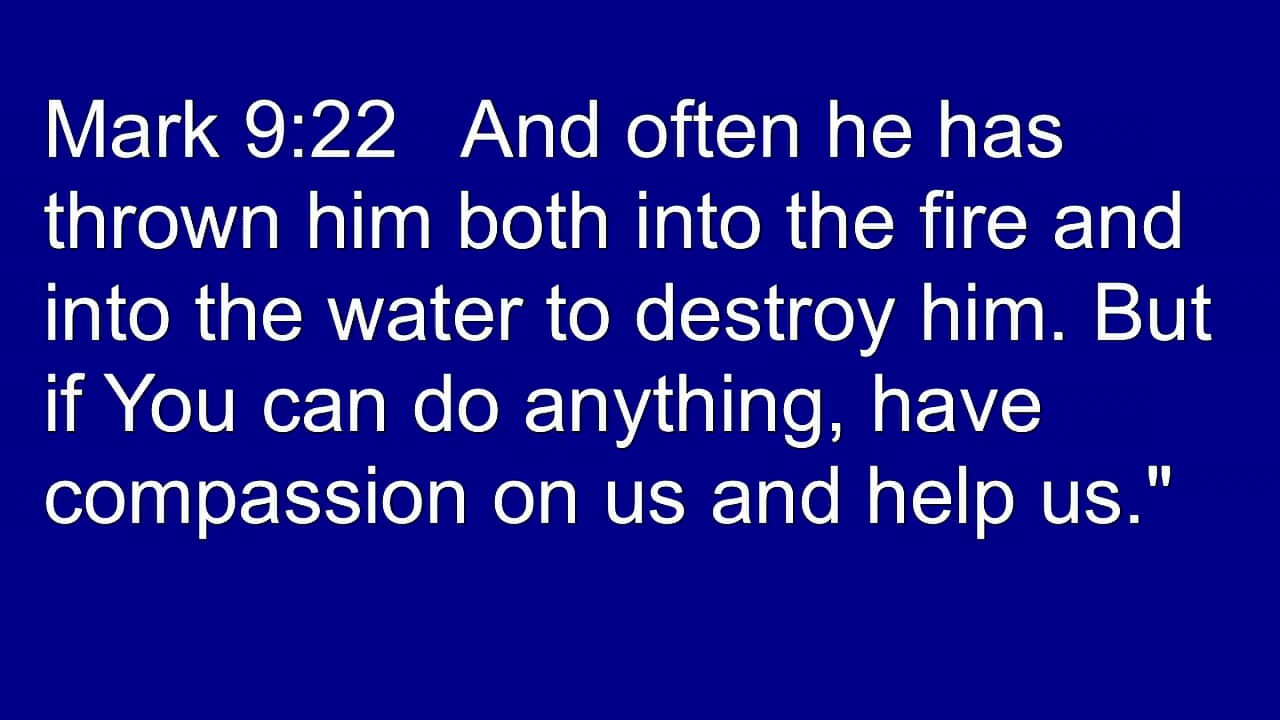 Mark 9:22   And often he has
thrown him both into the fire and
into the water to destroy him. But
if You can do anything, have
compassion on us and help us."